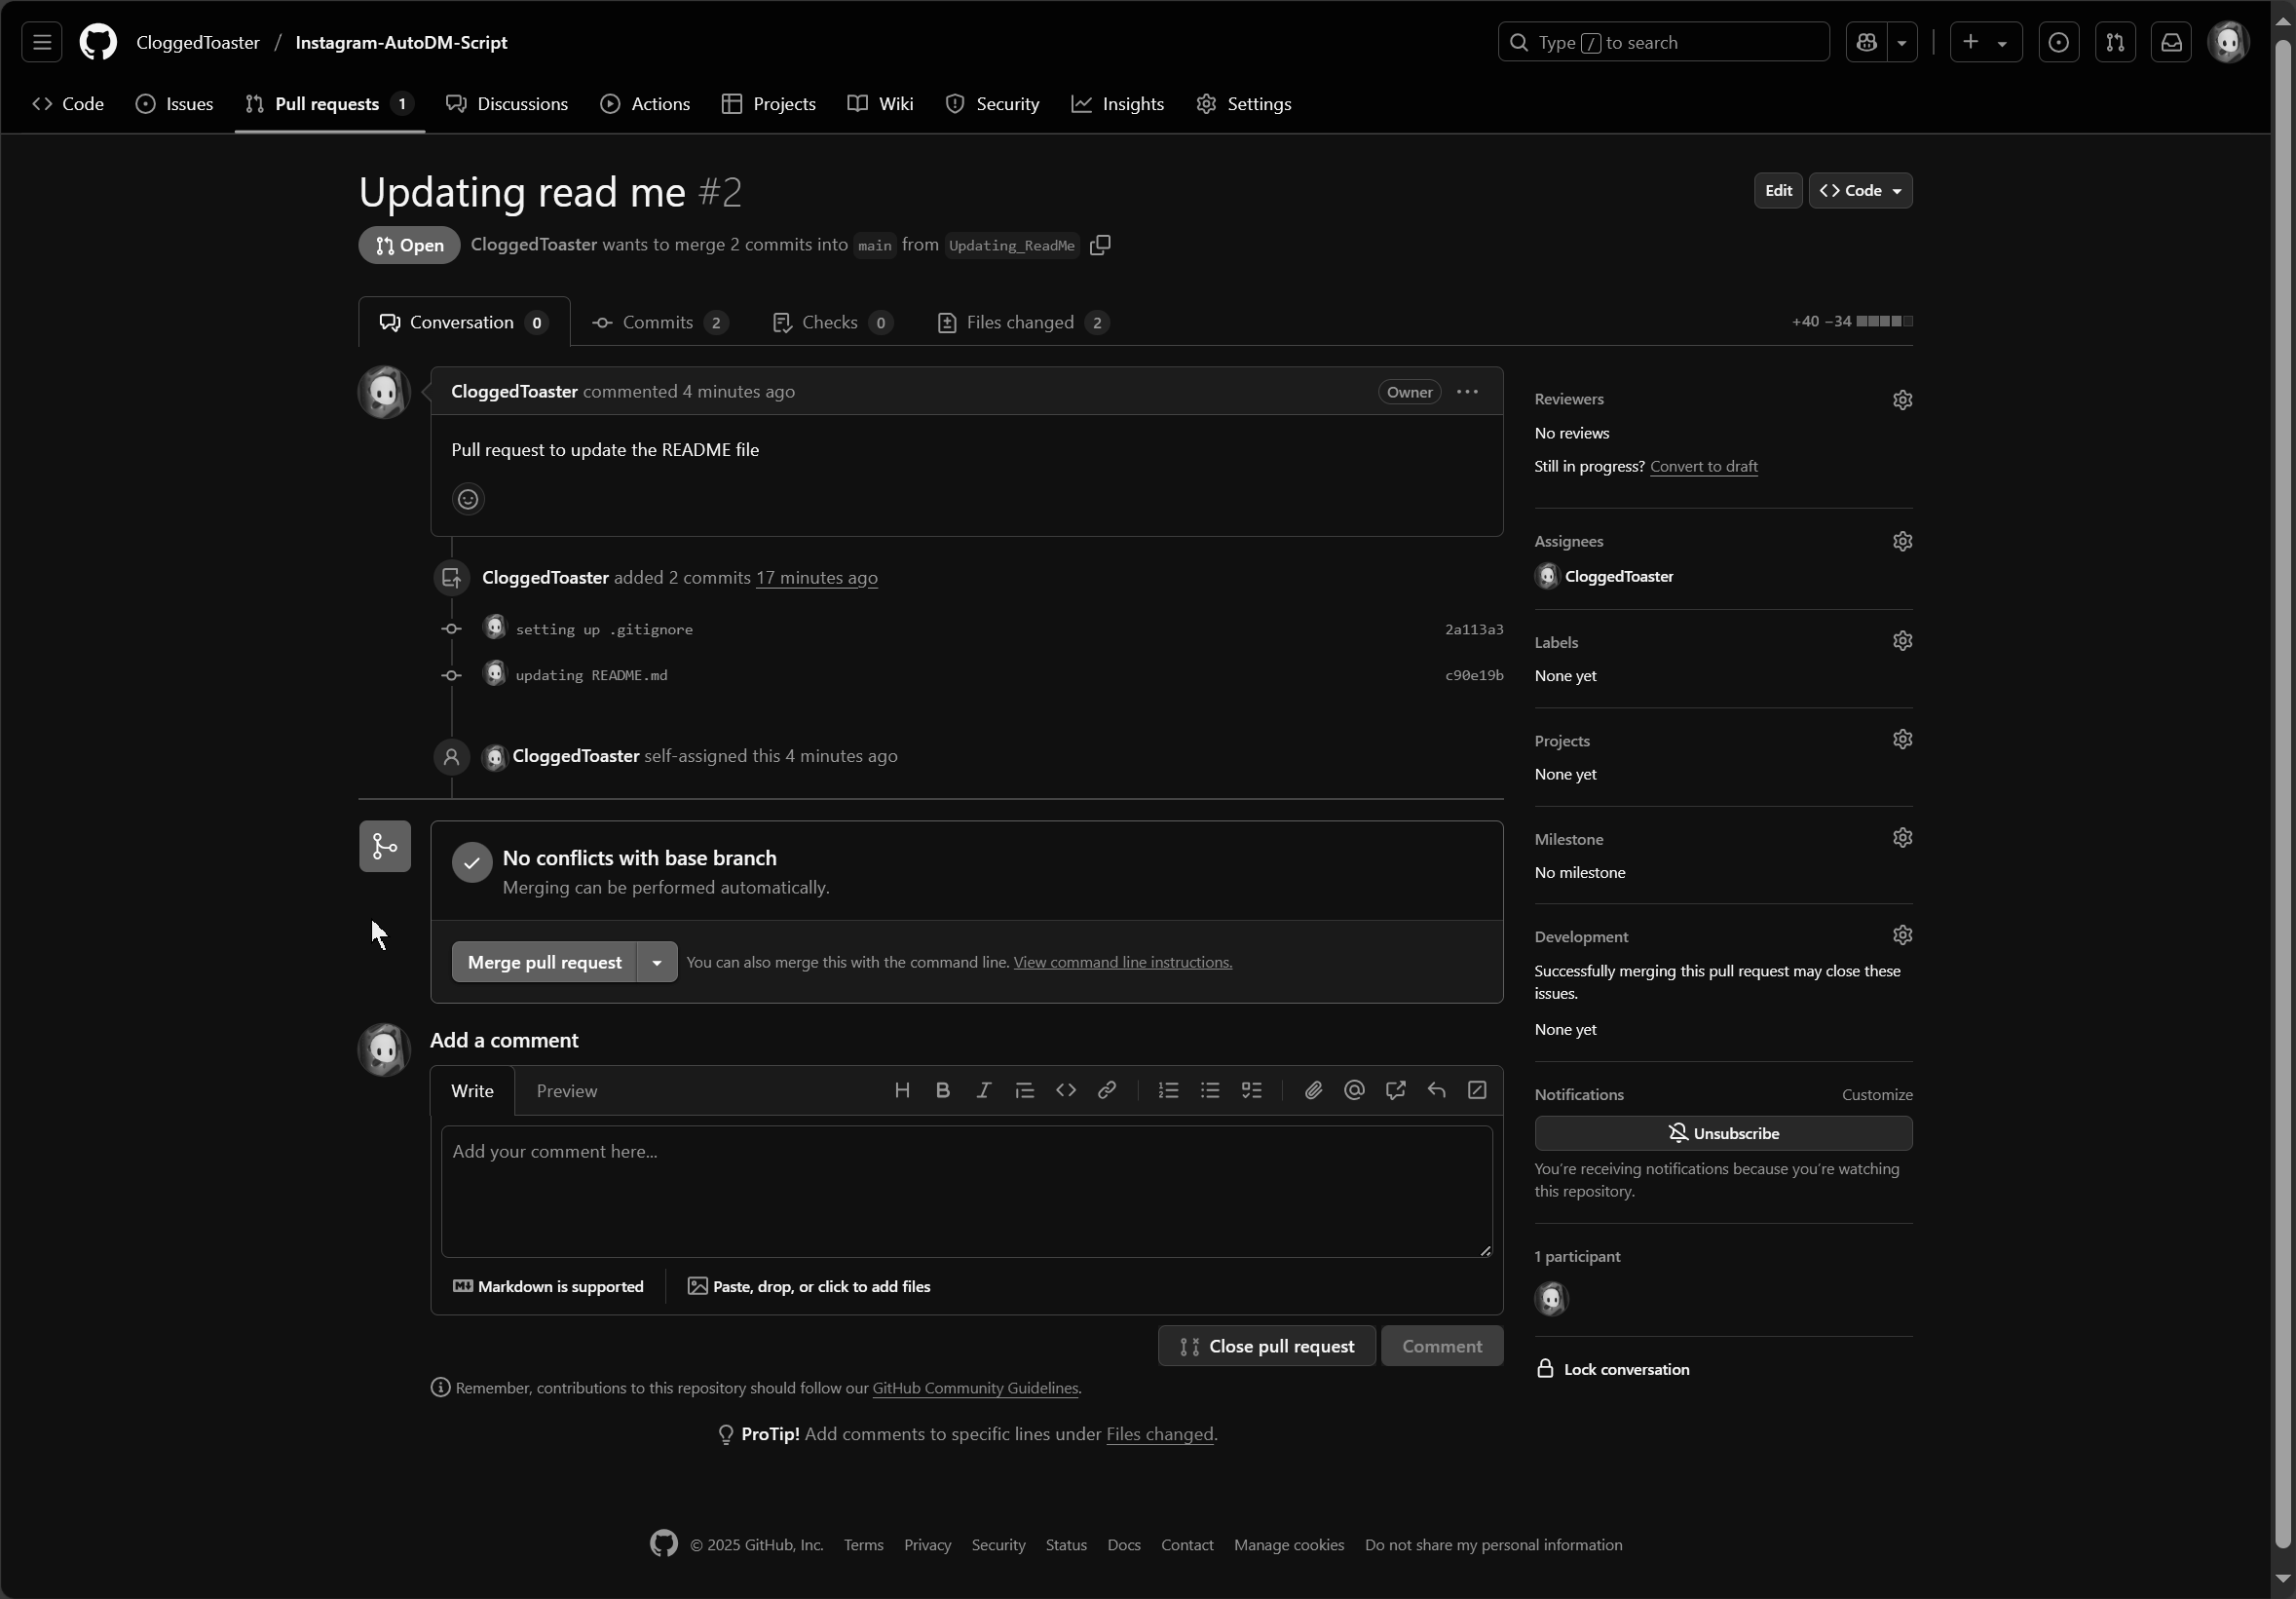 CloggedToaster / Instagram-AutoDM-Script
Type / to search
Code
Issues
Pull requests 1
Discussions
Actions
Projects
Wiki
Security
Insights
Settings
Updating read me #2
Edit
Code
Open
CloggedToaster wants to merge 2 commits into main from Updating_ReadMe
Conversation 0
Commits 2
Checks 0
Files changed 2
+40 −34
CloggedToaster commented 4 minutes ago
Owner
Pull request to update the README file
CloggedToaster added 2 commits 17 minutes ago
setting up .gitignore
2a113a3
updating README.md
c90e19b
CloggedToaster self-assigned this 4 minutes ago
No conflicts with base branch
Merging can be performed automatically.
Merge pull request
You can also merge this with the command line. View command line instructions.
Add a comment
Write
Preview
Add your comment here...
Markdown is supported
Paste, drop, or click to add files
Close pull request
Comment
Remember, contributions to this repository should follow our GitHub Community Guidelines.
ProTip! Add comments to specific lines under Files changed.
Reviewers
No reviews
Still in progress? Convert to draft
Assignees
CloggedToaster
Labels
None yet
Projects
None yet
Milestone
No milestone
Development
Successfully merging this pull request may close these
issues.
None yet
Notifications
Customize
Unsubscribe
You're receiving notifications because you're watching
this repository.
1 participant
Lock conversation
© 2025 GitHub, Inc.
Terms
Privacy
Security
Status
Docs
Contact
Manage cookies
Do not share my personal information